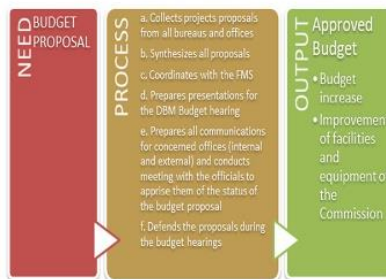 NEED
BUDGET
PROPOSAL
PROCESS
a. Collects projects proposals
from all bureaus and offices
b. Synthesizes all proposals
c. Coordinates with the FMS
d. Prepares presentations for
the DBM Budget hearing
e. Prepares all communications
for concerned offices (internal
and external) and conducts
meeting with the officials to
apprise them of the status of
the budget proposal
f. Defends the proposals during
the budget hearings
OUTPUT
Approved
Budget
• Budget
increase
• Improvemen
of facilities
and
equipment o
the
Commission